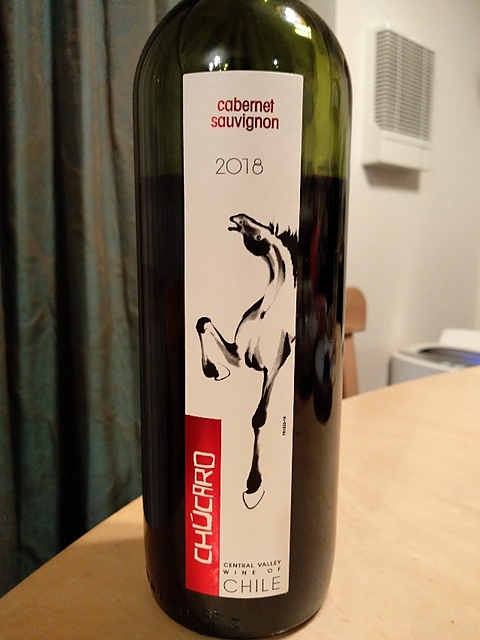 cabernet
sauvignon
2018
CHÚCARO
CENTRAL VALLEY
WINE OF
CHILE